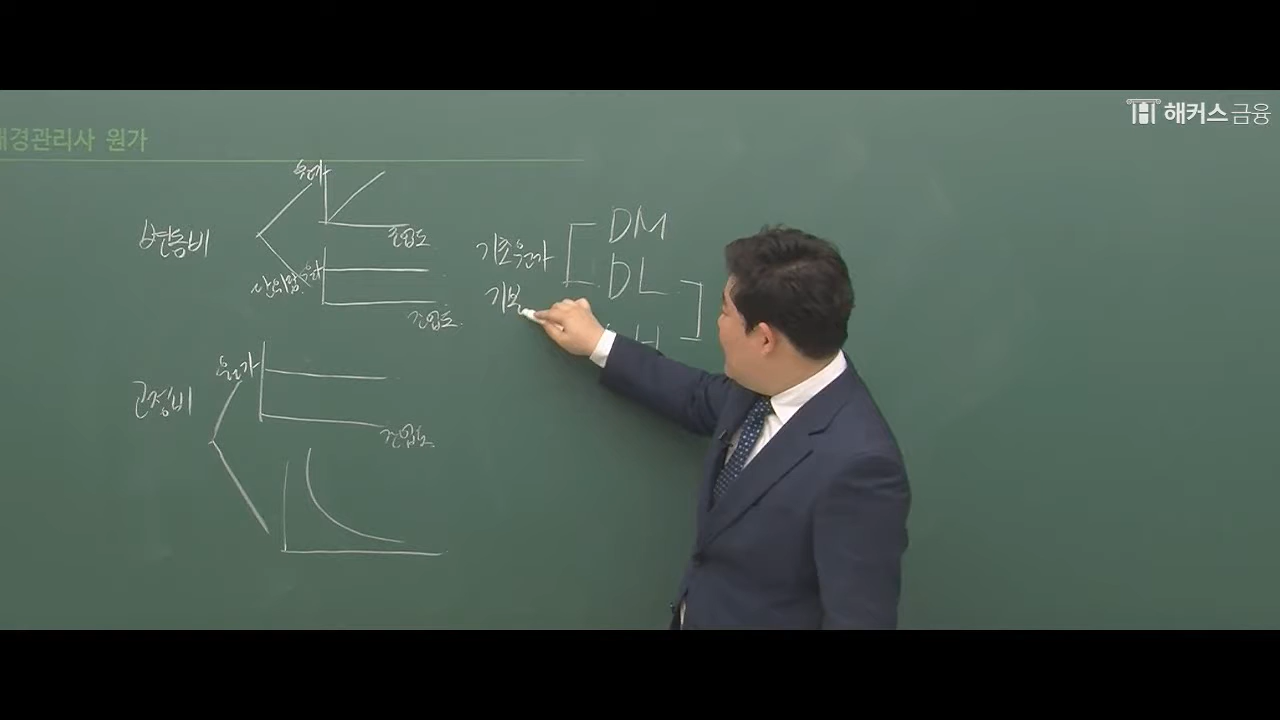 해커스금융
재경관리사 원가
변동비
원가
조업도
단위당 원가
조업도
고정비
원가
조업도
기초원가
기본
DM
DL
H